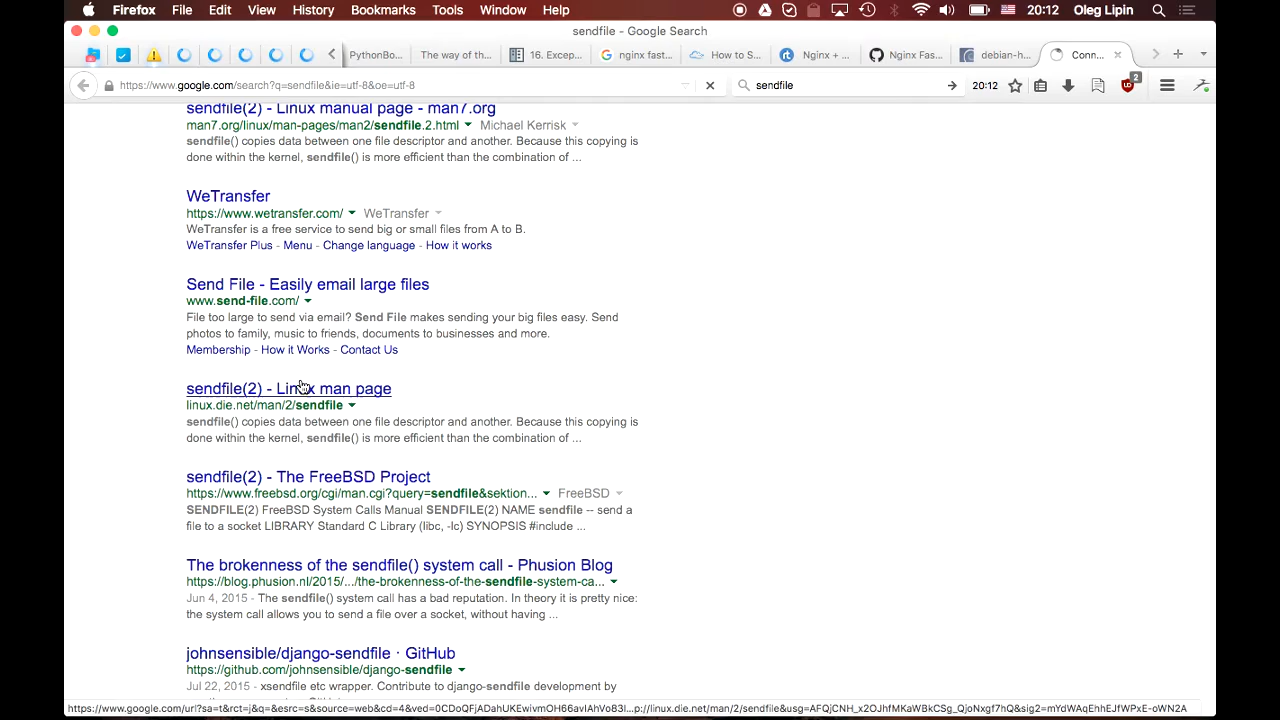 Firefox File Edit View History Bookmarks Tools Window Help 20:12 Oleg Lipin
sendfile - Google Search
PythonBo... The way of th... 16. Excep... nginx fast... How to S... Nginx + ... Nginx Fas... debian-h... Conn...
https://www.google.com/search?q=sendfile&ie=utf-8&oe=utf-8 sendfile 20:12 2
sendfile(2) - Linux manual page - man7.org
man7.org/linux/man-pages/man2/sendfile.2.html Michael Kerrisk
sendfile() copies data between one file descriptor and another. Because this copying is
done within the kernel, sendfile() is more efficient than the combination of ...
WeTransfer
https://www.wetransfer.com/ WeTransfer
WeTransfer is a free service to send big or small files from A to B.
WeTransfer Plus - Menu - Change language - How it works
Send File - Easily email large files
www.send-file.com/
File too large to send via email? Send File makes sending your big files easy. Send
photos to family, music to friends, documents to businesses and more.
Membership - How it Works - Contact Us
sendfile(2) - Linux man page
linux.die.net/man/2/sendfile
sendfile() copies data between one file descriptor and another. Because this copying is
done within the kernel, sendfile() is more efficient than the combination of ...
sendfile(2) - The FreeBSD Project
https://www.freebsd.org/cgi/man.cgi?query=sendfile&sektion... FreeBSD
SENDFILE(2) FreeBSD System Calls Manual SENDFILE(2) NAME sendfile -- send a
file to a socket LIBRARY Standard C Library (libc, -lc) SYNOPSIS #include ...
The brokenness of the sendfile() system call - Phusion Blog
https://blog.phusion.nl/2015/.../the-brokenness-of-the-sendfile-system-ca...
Jun 4, 2015 - The sendfile() system call has a bad reputation. In theory it is pretty nice:
the system call allows you to send a file over a socket, without having ...
johnsensible/django-sendfile · GitHub
https://github.com/johnsensible/django-sendfile
Jul 22, 2015 - xsendfile etc wrapper. Contribute to django-sendfile development by